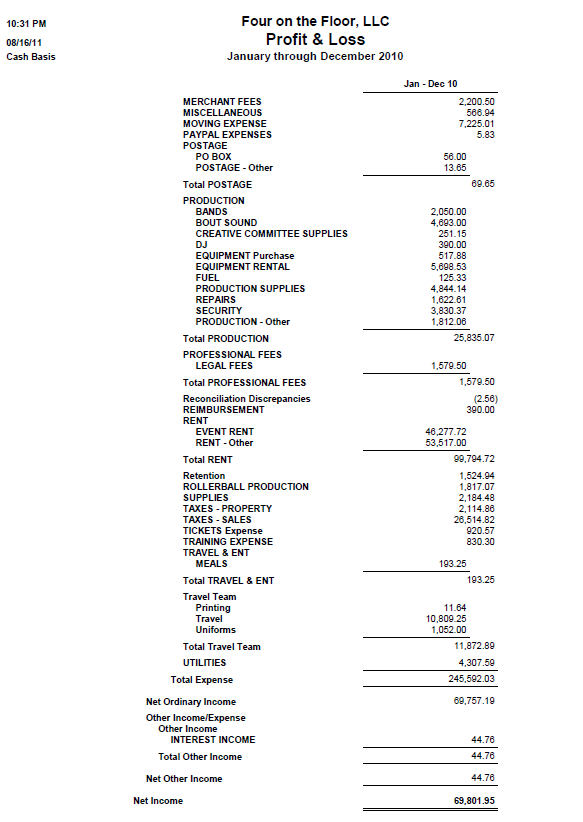 10:31 PM
08/16/11
Cash Basis
Four on the Floor, LLC
Profit & Loss
January through December 2010
Jan - Dec 10
MERCHANT FEES 2,200.50
MISCELLANEOUS 566.94
MOVING EXPENSE 7,225.01
PAYPAL EXPENSES 5.83
POSTAGE
PO BOX 56.00
POSTAGE - Other 13.65
Total POSTAGE 69.65
PRODUCTION
BANDS 2,050.00
BOUT SOUND 4,693.00
CREATIVE COMMITTEE SUPPLIES 251.15
DJ 390.00
EQUIPMENT Purchase 517.88
EQUIPMENT RENTAL 5,698.53
FUEL 125.33
PRODUCTION SUPPLIES 4,844.14
REPAIRS 1,622.61
SECURITY 3,830.37
PRODUCTION - Other 1,812.06
Total PRODUCTION 25,835.07
PROFESSIONAL FEES
LEGAL FEES 1,579.50
Total PROFESSIONAL FEES 1,579.50
Reconciliation Discrepancies (2.56)
REIMBURSEMENT 390.00
RENT
EVENT RENT 46,277.72
RENT - Other 53,517.00
Total RENT 99,794.72
Retention 1,524.94
ROLLERBALL PRODUCTION 1,817.07
SUPPLIES 2,184.48
TAXES - PROPERTY 2,114.86
TAXES - SALES 26,514.82
TICKETS Expense 920.57
TRAINING EXPENSE 830.30
TRAVEL & ENT
MEALS 193.25
Total TRAVEL & ENT 193.25
Travel Team
Printing 11.64
Travel 10,809.25
Uniforms 1,052.00
Total Travel Team 11,872.89
UTILITIES 4,307.59
Total Expense 245,592.03
Net Ordinary Income 69,757.19
Other Income/Expense
Other Income
INTEREST INCOME 44.76
Total Other Income 44.76
Net Other Income 44.76
Net Income 69,801.95